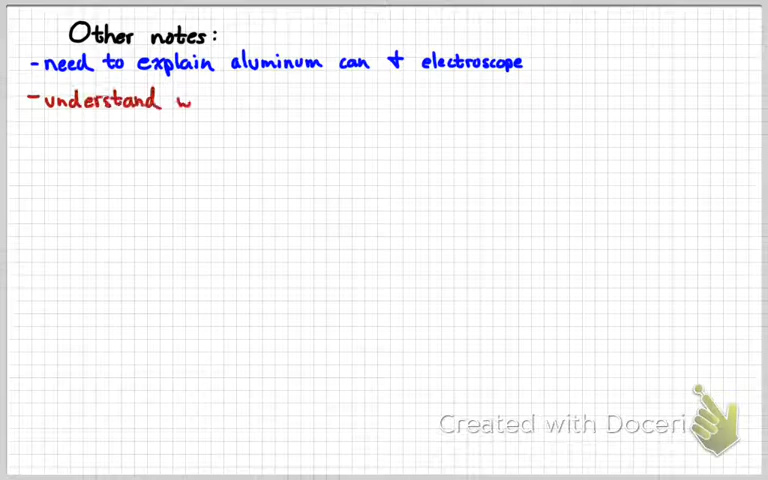 Other notes:
-need to explain aluminum can + electroscope
-understand w
Created with Doceri